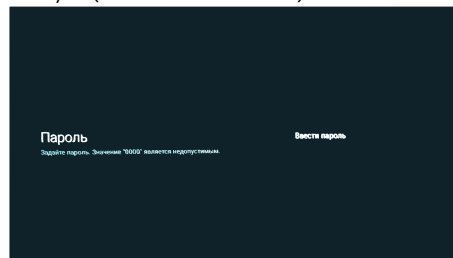 Пароль
Ввести пароль
Задайте пароль. Значение "0000" является недопустимым.